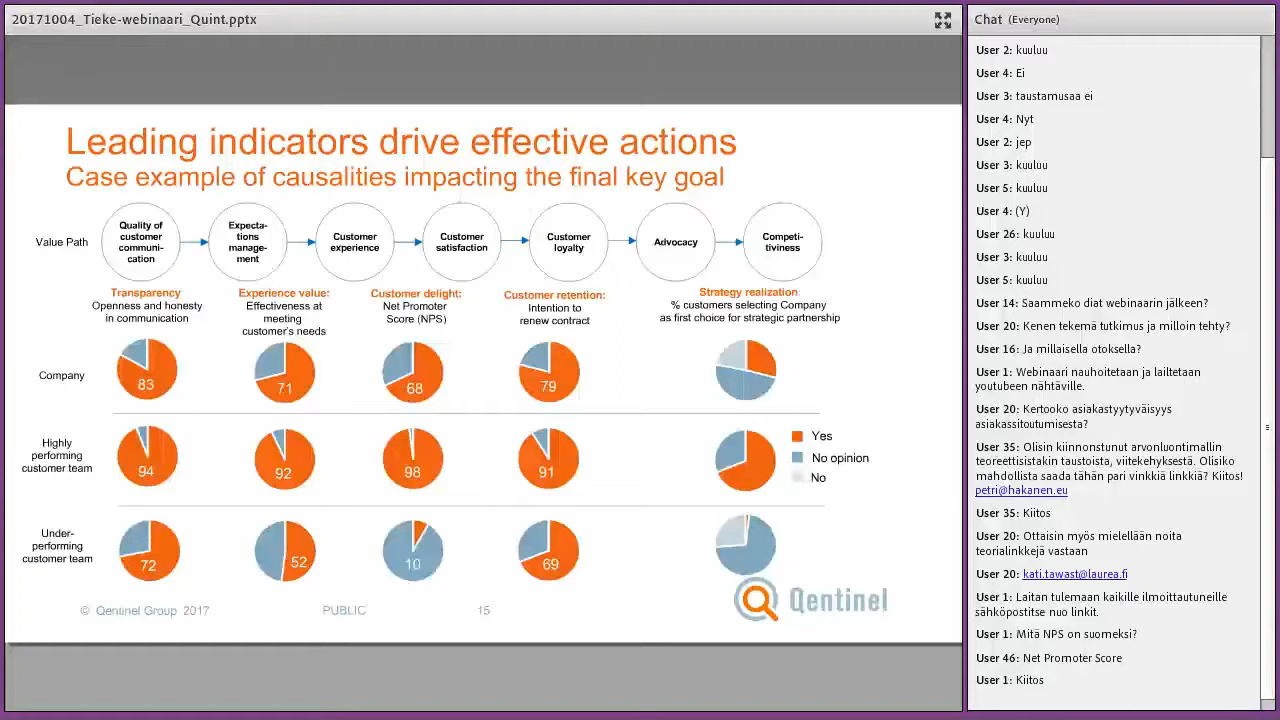 20171004_Tieke-webinaari_Quint.pptx
Leading indicators drive effective actions
Case example of causalities impacting the final key goal
Value Path
Quality of
customer
communi-
cation
Expecta-
tions
manage-
ment
Customer
experience
Customer
satisfaction
Customer
loyalty
Advocacy
Competi-
tiviness
Transparency
Openness and honesty
in communication
Experience value:
Effectiveness at
meeting
customer's needs
Customer delight:
Net Promoter
Score (NPS)
Customer retention:
Intention to
renew contract
Strategy realization:
% customers selecting Company
as first choice for strategic partnership
Company
83
71
68
79
Highly
performing
customer team
94
92
98
91
Yes
No opinion
No
Under-
performing
customer team
72
52
10
69
© Qentinel Group 2017
PUBLIC
15
Qentinel
Chat (Everyone)
User 2: kuuluu
User 4: Ei
User 3: taustamusaa ei
User 4: Nyt
User 2: jep
User 3: kuuluu
User 5: kuuluu
User 4: (Y)
User 26: kuuluu
User 3: kuuluu
User 5: kuuluu
User 14: Saammeko diat webinaarin jälkeen?
User 20: Kenen tekemä tutkimus ja milloin tehty?
User 16: Ja millaisella otoksella?
User 1: Webinaari nauhoitetaan ja lailtetaan
youtubeen nähtäville.
User 20: Kertooko asiakastyytyväisyys
asiakassitoutumisesta?
User 35: Olisin kiinnonstunut arvonluontimallin
teoreettisistakin taustoista, viitekehyksestä. Olisiko
mahdollista saada tähän pari vinkkiä linkkiä? Kiitos!
petri@hakanen.eu
User 35: Kiitos
User 20: Ottaisin myös mielellään noita
teorialinkkejä vastaan
User 20: kati.tawast@laurea.fi
User 1: Laitan tulemaan kaikille ilmoittautuneille
sähköpostitse nuo linkit.
User 1: Mitä NPS on suomeksi?
User 46: Net Promoter Score
User 1: Kiitos